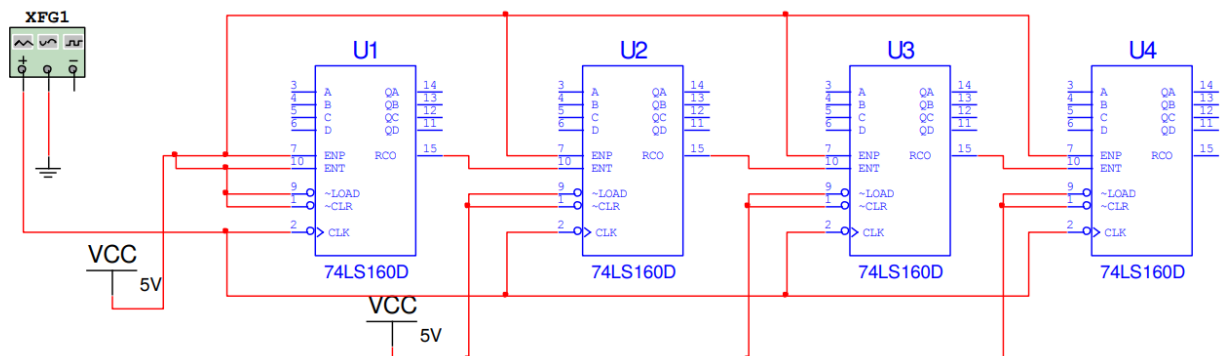 XFG1
+ −
U1
3 A QA 14
4 B QB 13
5 C QC 12
6 D QD 11
7 ENP RCO 15
10 ENT
9 ~LOAD
1 ~CLR
2 CLK
74LS160D
U2
3 A QA 14
4 B QB 13
5 C QC 12
6 D QD 11
7 ENP RCO 15
10 ENT
9 ~LOAD
1 ~CLR
2 CLK
74LS160D
U3
3 A QA 14
4 B QB 13
5 C QC 12
6 D QD 11
7 ENP RCO 15
10 ENT
9 ~LOAD
1 ~CLR
2 CLK
74LS160D
U4
3 A QA 14
4 B QB 13
5 C QC 12
6 D QD 11
7 ENP RCO 15
10 ENT
9 ~LOAD
1 ~CLR
2 CLK
74LS160D
VCC
5V
VCC
5V